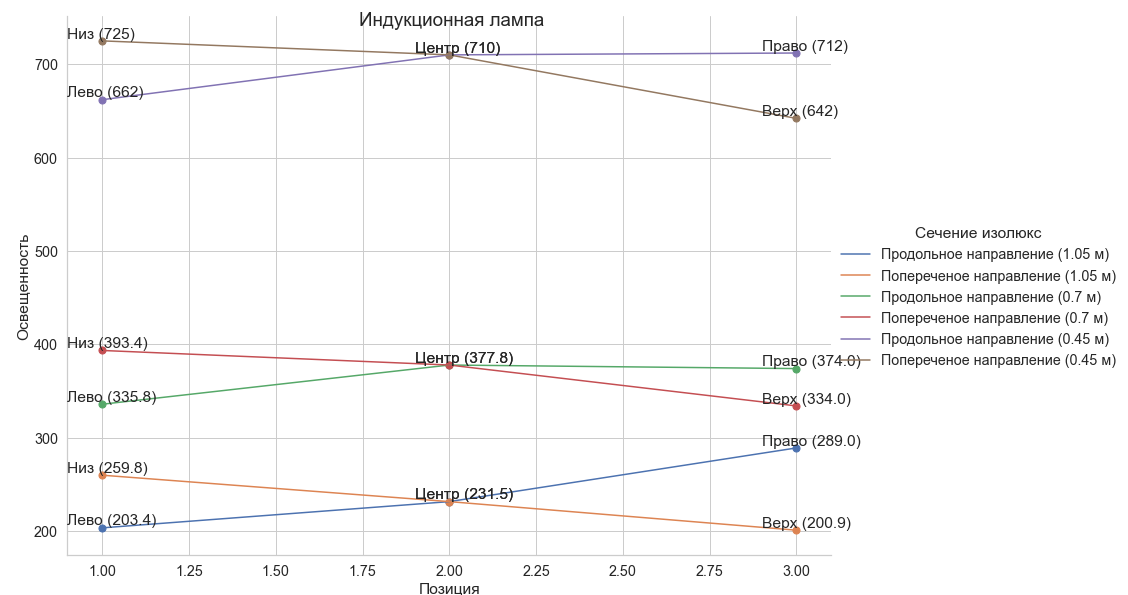 Индукционная лампа
Низ (725)
Центр (710)
Право (712)
Лево (662)
Верх (642)
Низ (393.4)
Центр (377.8)
Право (374.0)
Лево (335.8)
Верх (334.0)
Низ (259.8)
Центр (231.5)
Право (289.0)
Лево (203.4)
Верх (200.9)
700
600
500
400
300
200
Освещенность
1.00 1.25 1.50 1.75 2.00 2.25 2.50 2.75 3.00
Позиция
Сечение изолюкс
Продольное направление (1.05 м)
Попереченое направление (1.05 м)
Продольное направление (0.7 м)
Попереченое направление (0.7 м)
Продольное направление (0.45 м)
Попереченое направление (0.45 м)